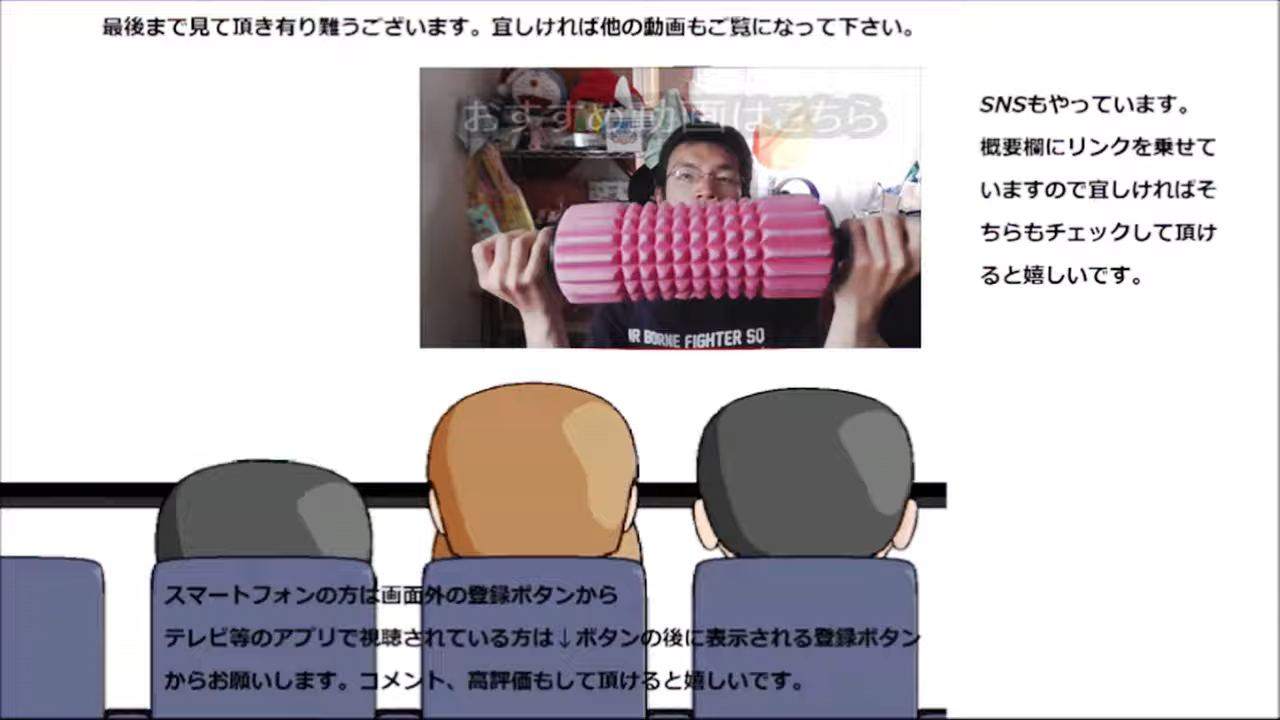 最後まで見て頂き有り難うございます。宜しければ他の動画もご覧になって下さい。
おすすめ動画はこちら
SNSもやっています。
概要欄にリンクを乗せて
いますので宜しければそ
ちらもチェックして頂け
ると嬉しいです。
IR BORNE FIGHTER SQ
スマートフォンの方は画面外の登録ボタンから
テレビ等のアプリで視聴されている方は↓ボタンの後に表示される登録ボタン
からお願いします。コメント、高評価もして頂けると嬉しいです。